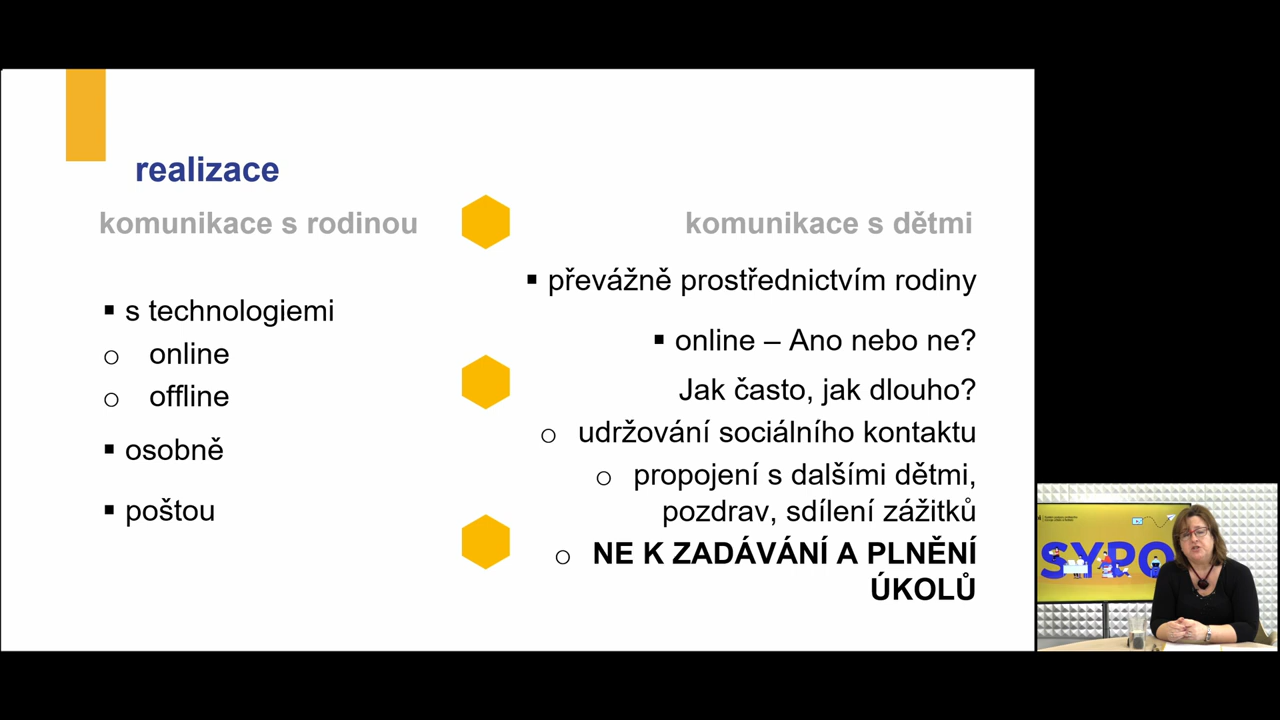 realizace
komunikace s rodinou
▪ s technologiemi
o online
o offline
▪ osobně
▪ poštou
komunikace s dětmi
▪ převážně prostřednictvím rodiny
▪ online – Ano nebo ne?
Jak často, jak dlouho?
o udržování sociálního kontaktu
o propojení s dalšími dětmi,
pozdrav, sdílení zážitků
o NE K ZADÁVÁNÍ A PLNĚNÍ
ÚKOLŮ
SYPO